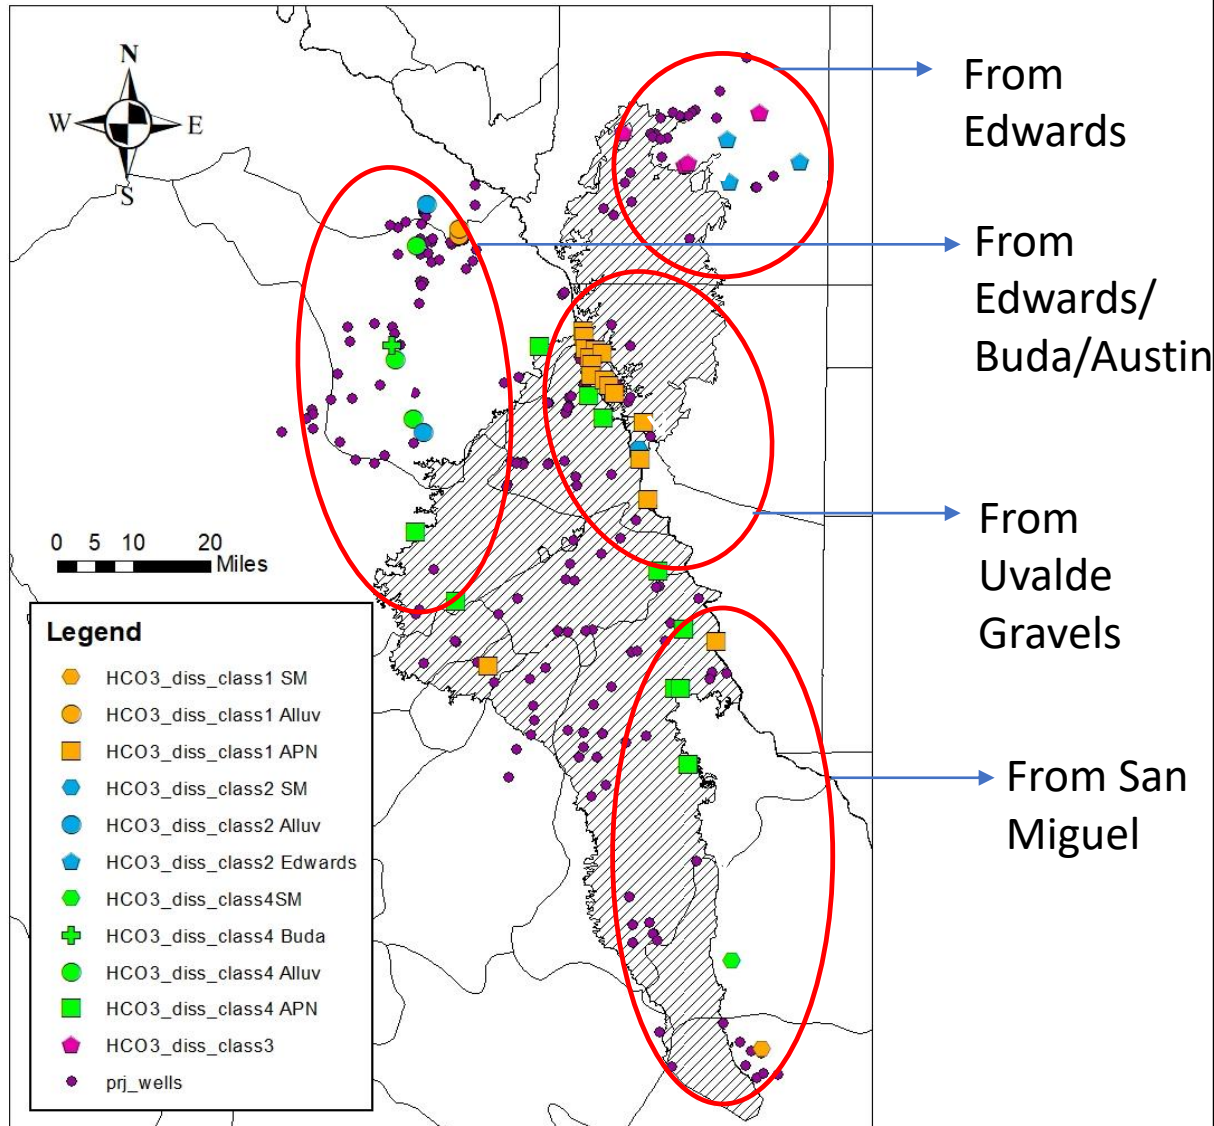 N
W
E
S
From
Edwards
From
Edwards/
Buda/Austin
From
Uvalde
Gravels
From San
Miguel
0 5 10 20
Miles
Legend
HCO3_diss_class1 SM
HCO3_diss_class1 Alluv
HCO3_diss_class1 APN
HCO3_diss_class2 SM
HCO3_diss_class2 Alluv
HCO3_diss_class2 Edwards
HCO3_diss_class4SM
HCO3_diss_class4 Buda
HCO3_diss_class4 Alluv
HCO3_diss_class4 APN
HCO3_diss_class3
prj_wells